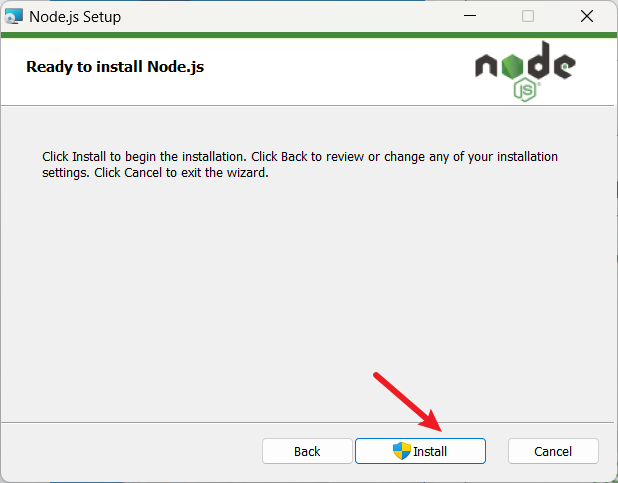 Node.js Setup
Ready to install Node.js
node
JS
Click Install to begin the installation. Click Back to review or change any of your installation
settings. Click Cancel to exit the wizard.
Back
Install
Cancel